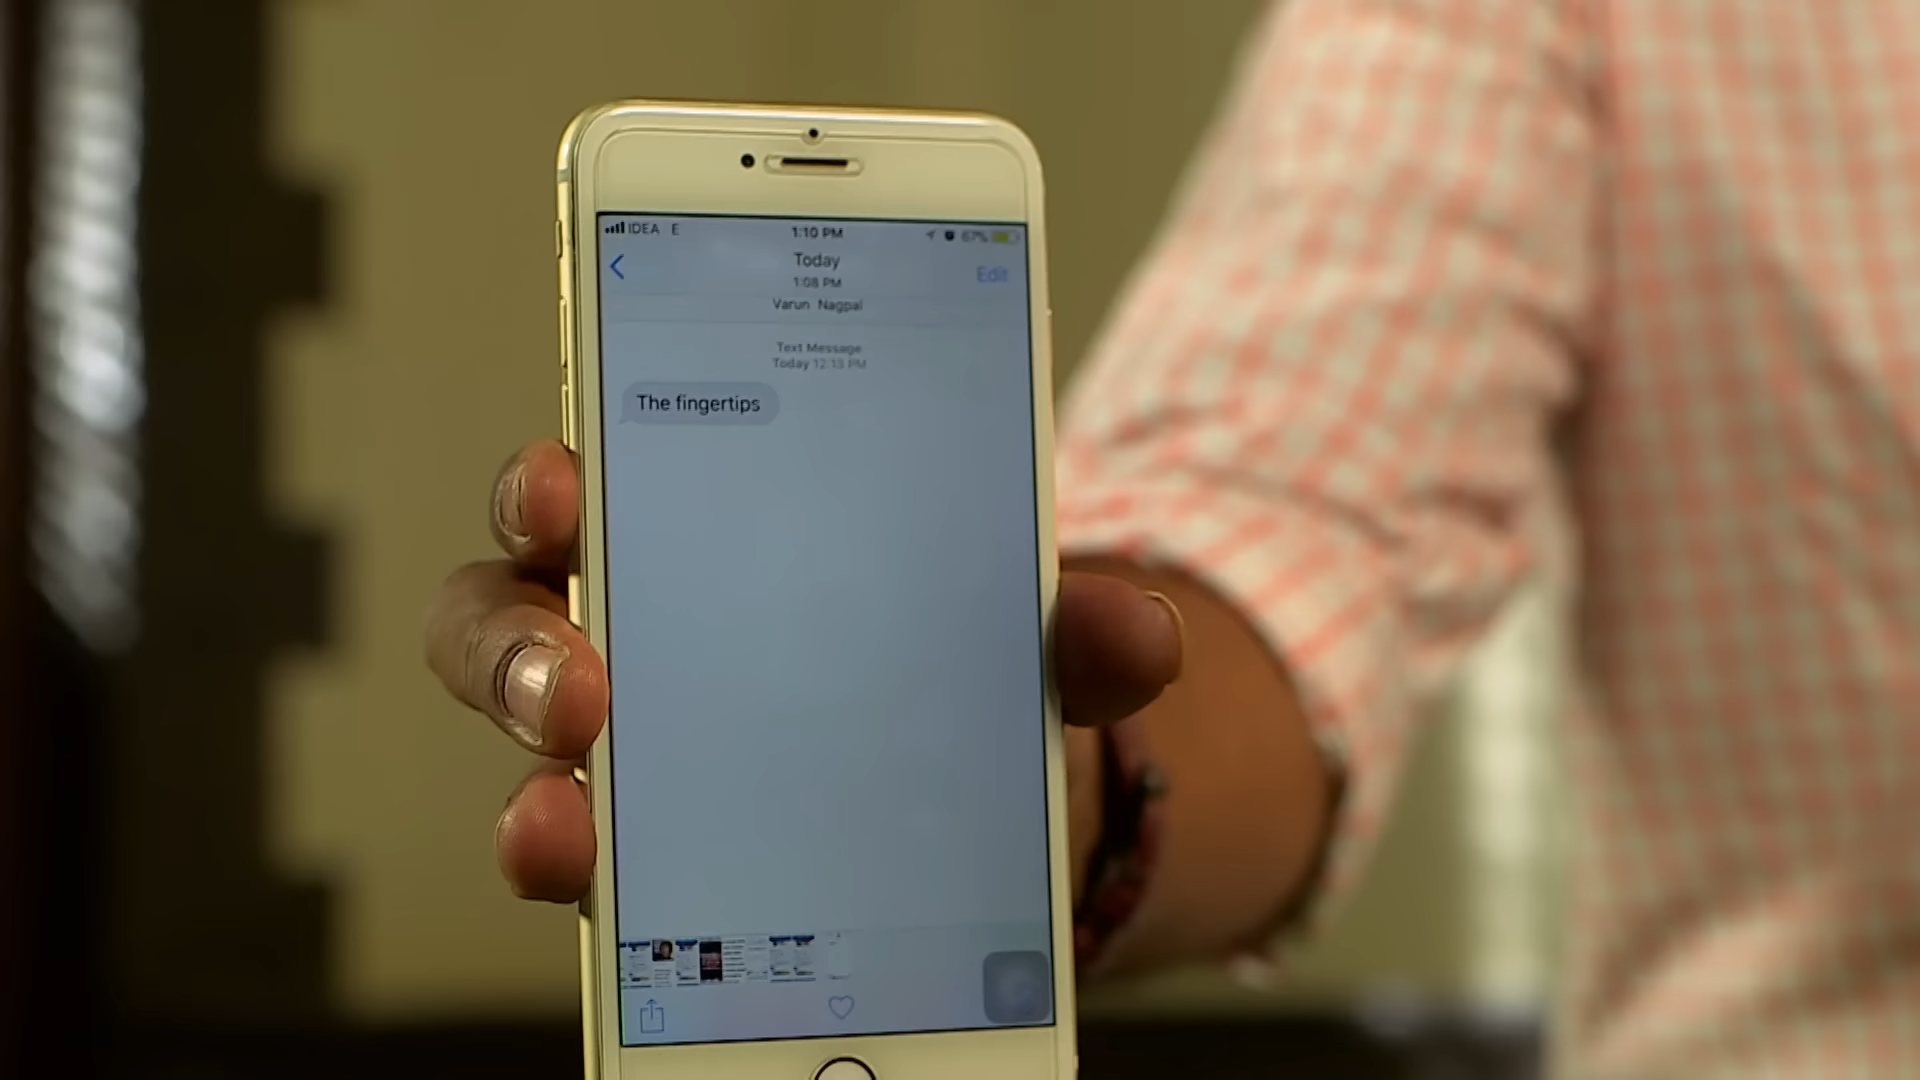 IDEA E 1:10 PM 67%
Today Edit
1:08 PM
Varun Nagpal
Text Message
Today 12:13 PM
The fingertips